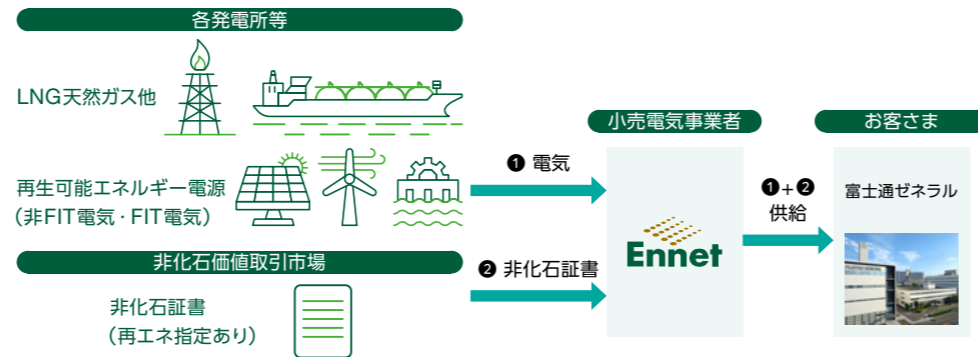 各発電所等
LNG天然ガス他
再生可能エネルギー電源
(非FIT電気・FIT電気)
非化石価値取引市場
非化石証書
(再エネ指定あり)
❶ 電気
❷ 非化石証書
小売電気事業者
Ennet
❶+❷
供給
お客さま
富士通ゼネラル